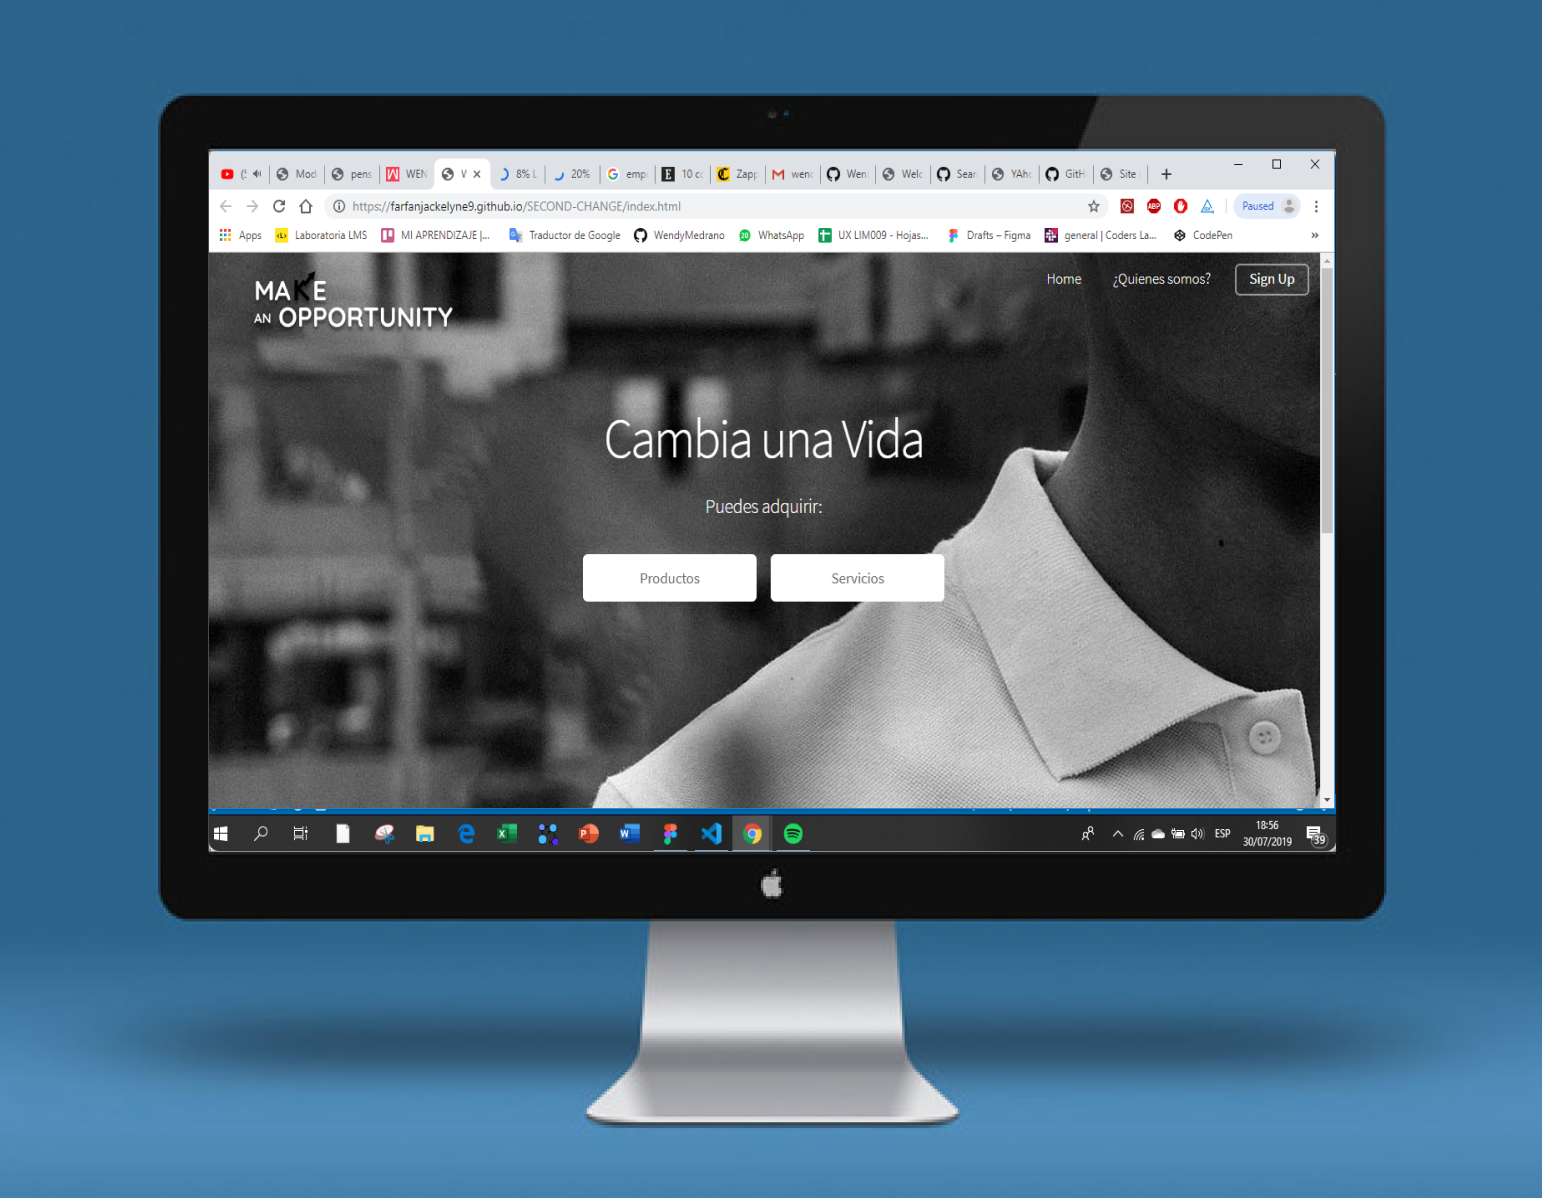 Mod
pens
WEN
V
8% L
20%
emp
10 c
Zapp
wenc
Wen
Welc
Sear
YAhc
GitH
Site
https://farfanjackelyne9.github.io/SECOND-CHANGE/index.html
ABP
Paused
Apps
Laboratoria LMS
MI APRENDIZAJE |...
Traductor de Google
WendyMedrano
WhatsApp
UX LIM009 - Hojas...
Drafts – Figma
general | Coders La...
CodePen
»
MAKE
AN OPPORTUNITY
Home
¿Quienes somos?
Sign Up
Cambia una Vida
Puedes adquirir:
Productos
Servicios
ESP
18:56
30/07/2019
39